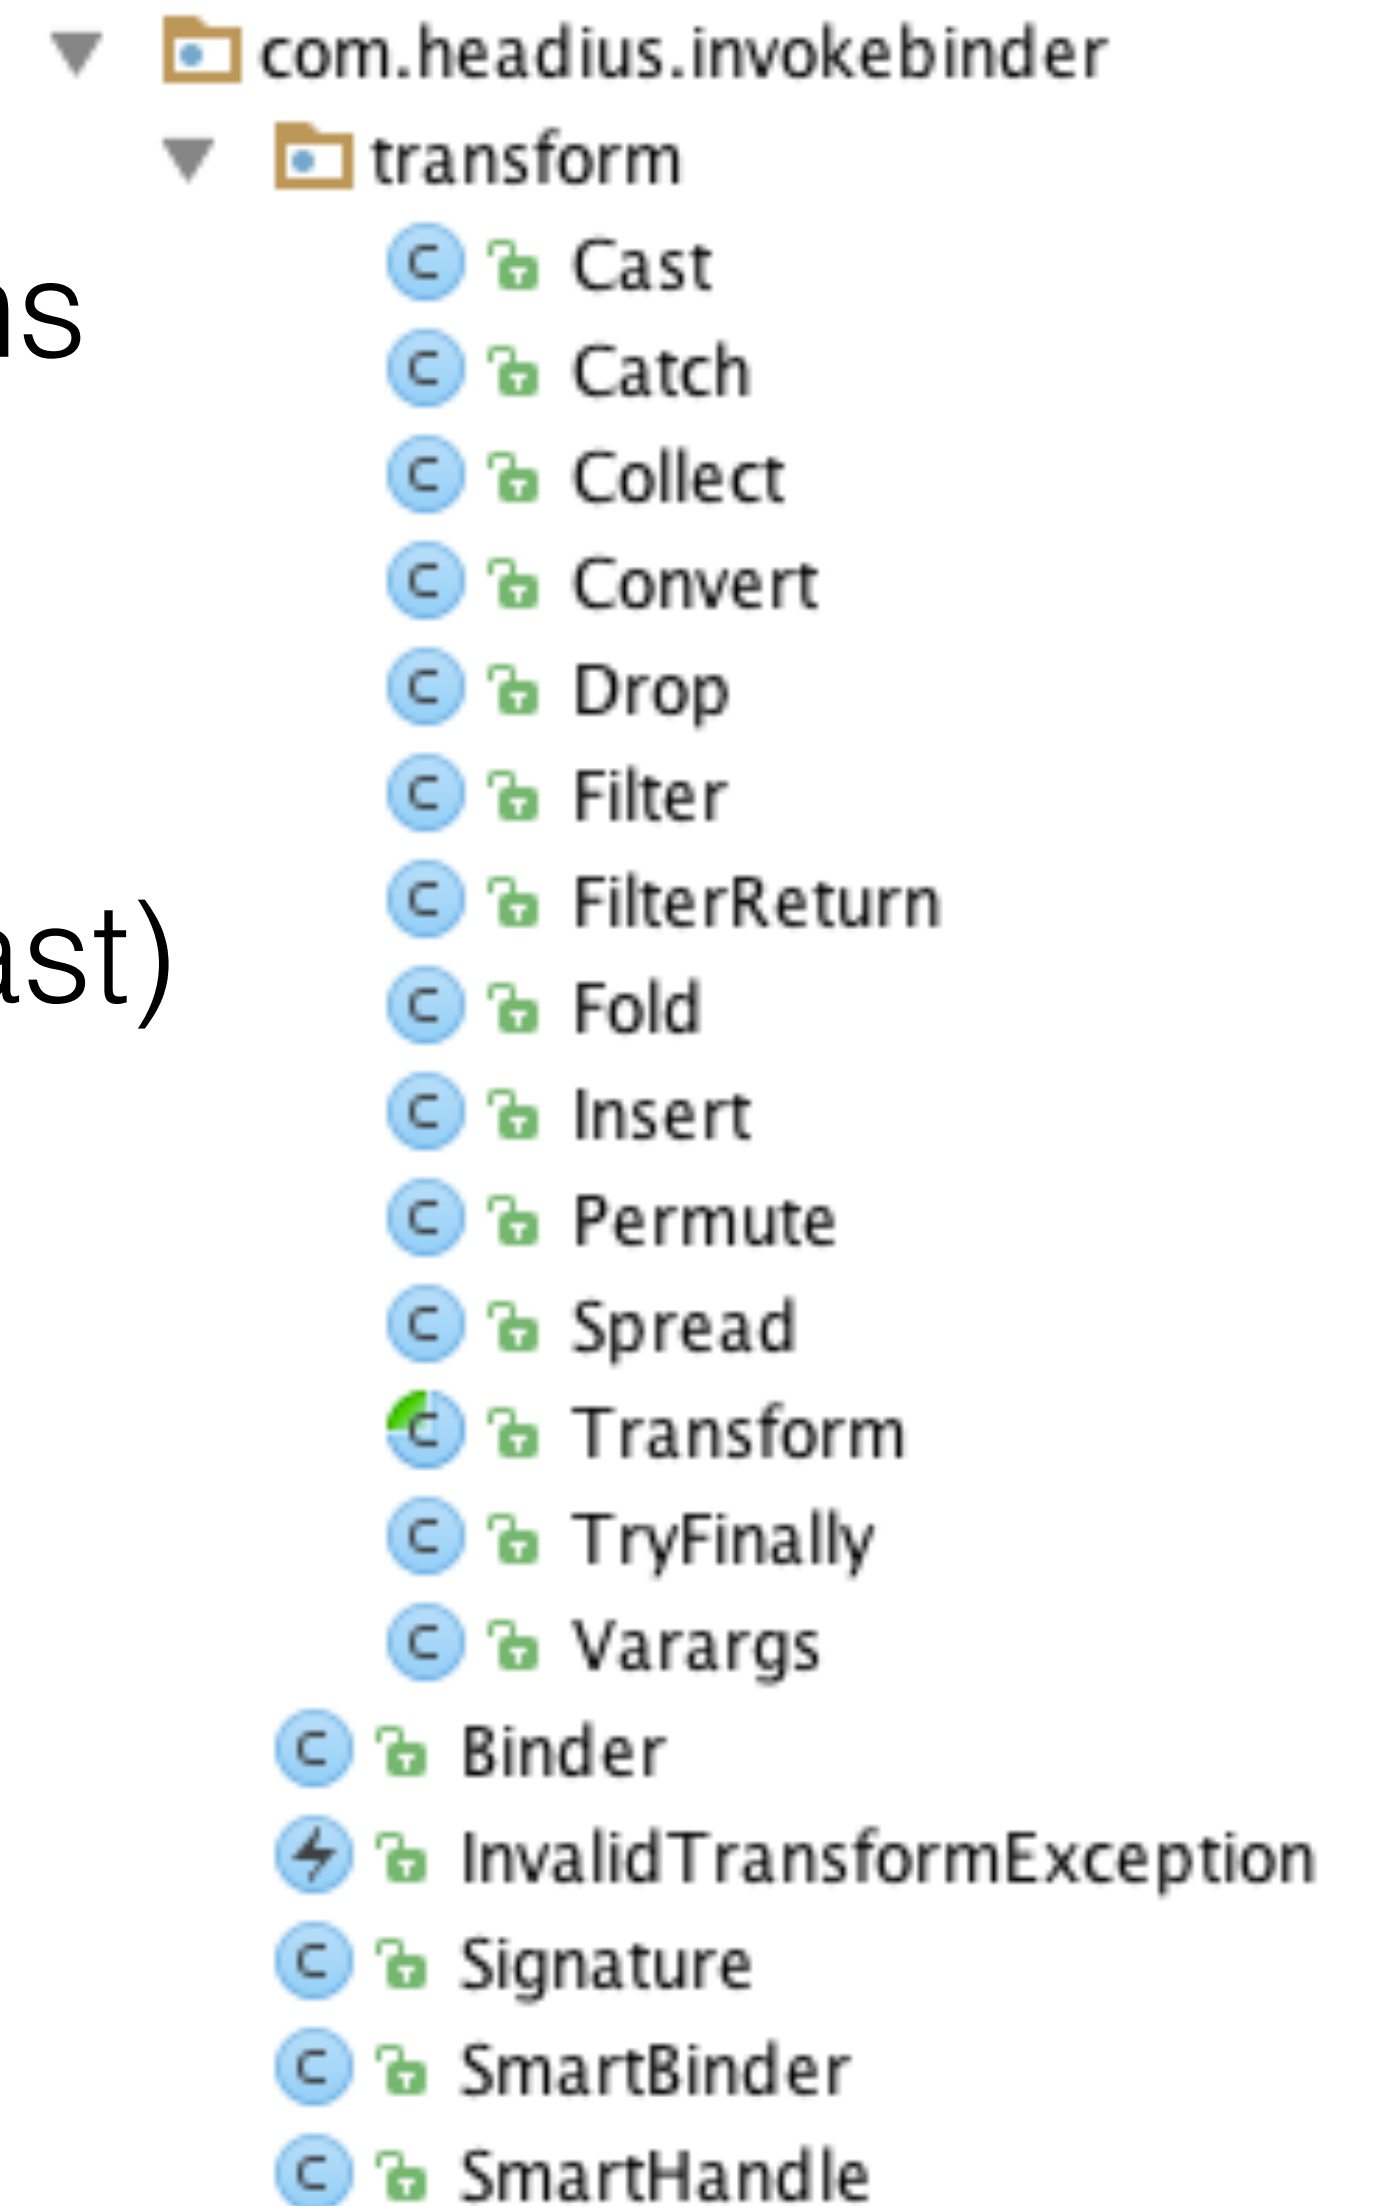 com.headius.invokebinder
transform
Cast
ns
Catch
Collect
Convert
Drop
Filter
FilterReturn
ast)
Fold
Insert
Permute
Spread
Transform
TryFinally
Varargs
Binder
InvalidTransformException
Signature
SmartBinder
SmartHandle